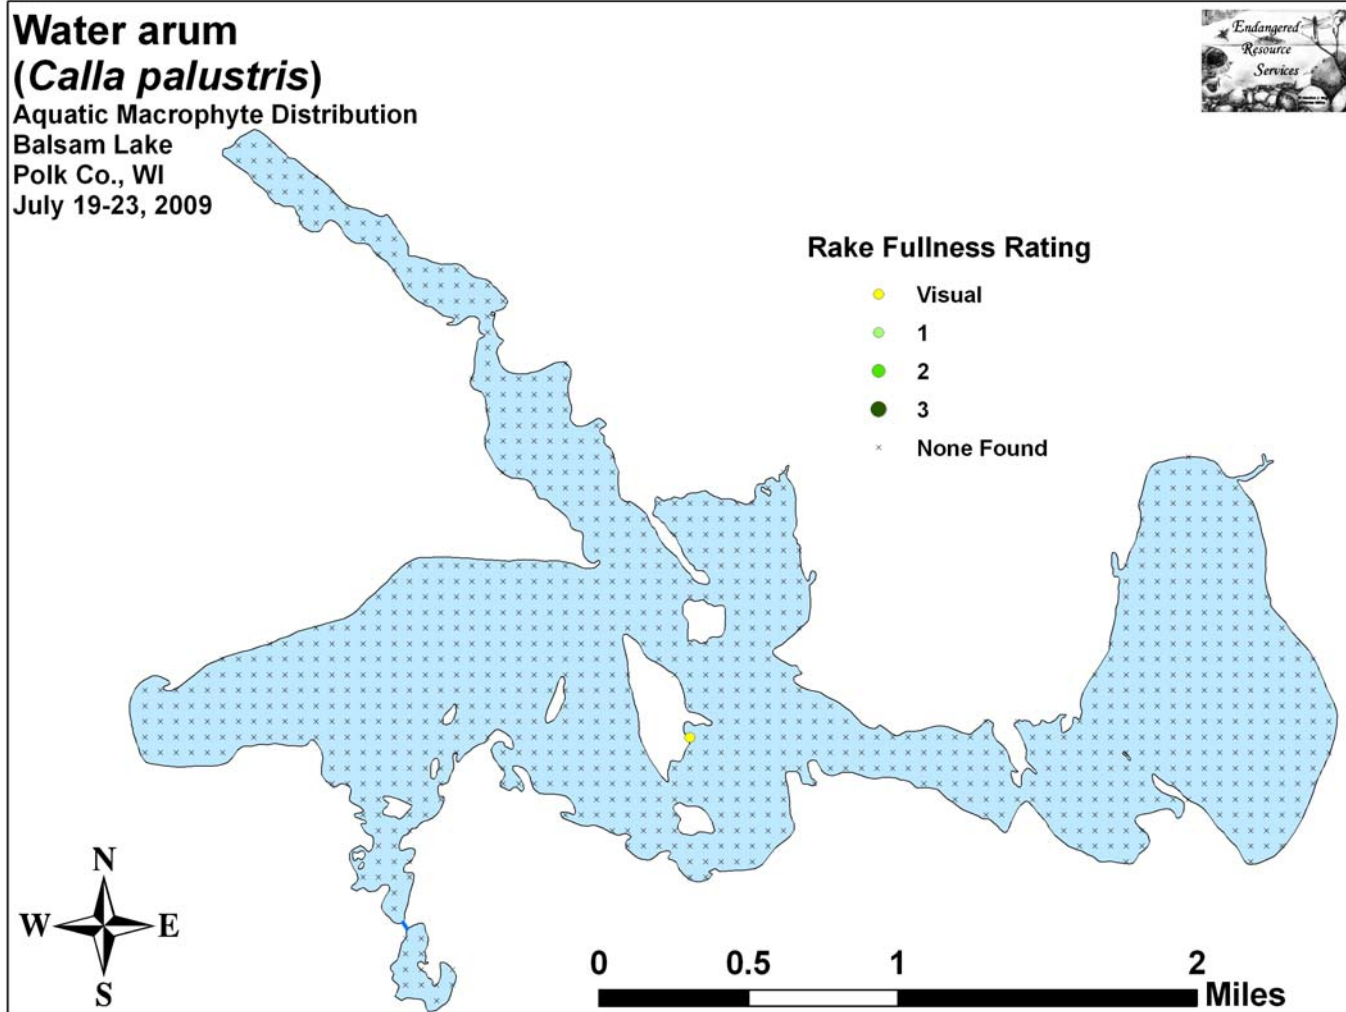 Water arum
(Calla palustris)
Aquatic Macrophyte Distribution
Balsam Lake
Polk Co., WI
July 19-23, 2009
Endangered
Resource
Services
Rake Fullness Rating
Visual
1
2
3
None Found
N
W E
S
0 0.5 1 2
Miles